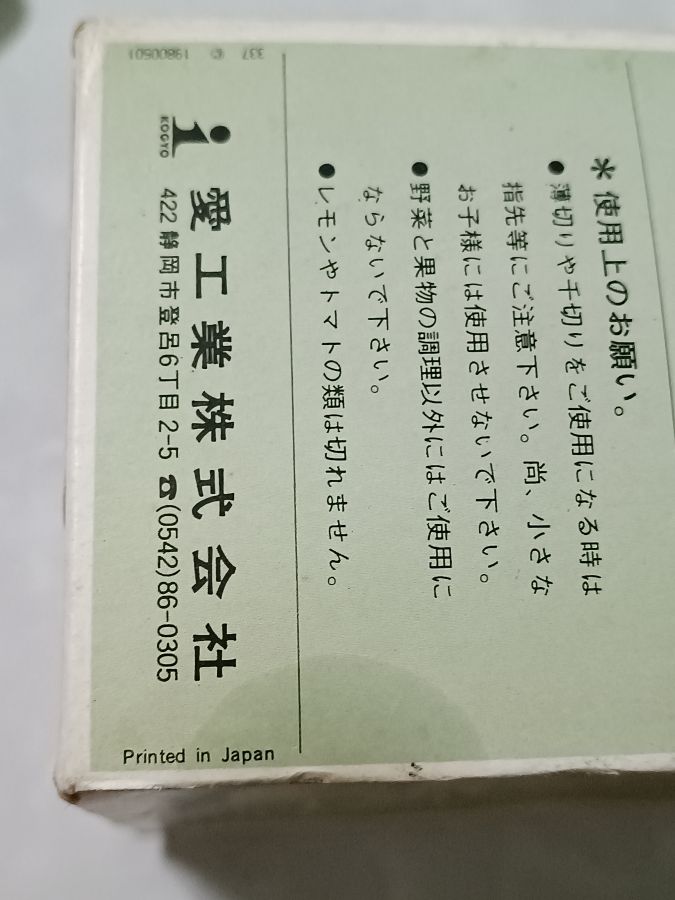 ＊使用上のお願い。
●薄切りや千切りをご使用になる時は
指先等にご注意下さい。尚、小さな
お子様には使用させないで下さい。
●野菜と果物の調理以外にはご使用に
ならないで下さい。
●レモンやトマトの類は切れません。
i KOGYO
愛工業株式会社
422 静岡市登呂6丁目2-5 ☎(0542)86-0305
337 © 19800601
Printed in Japan